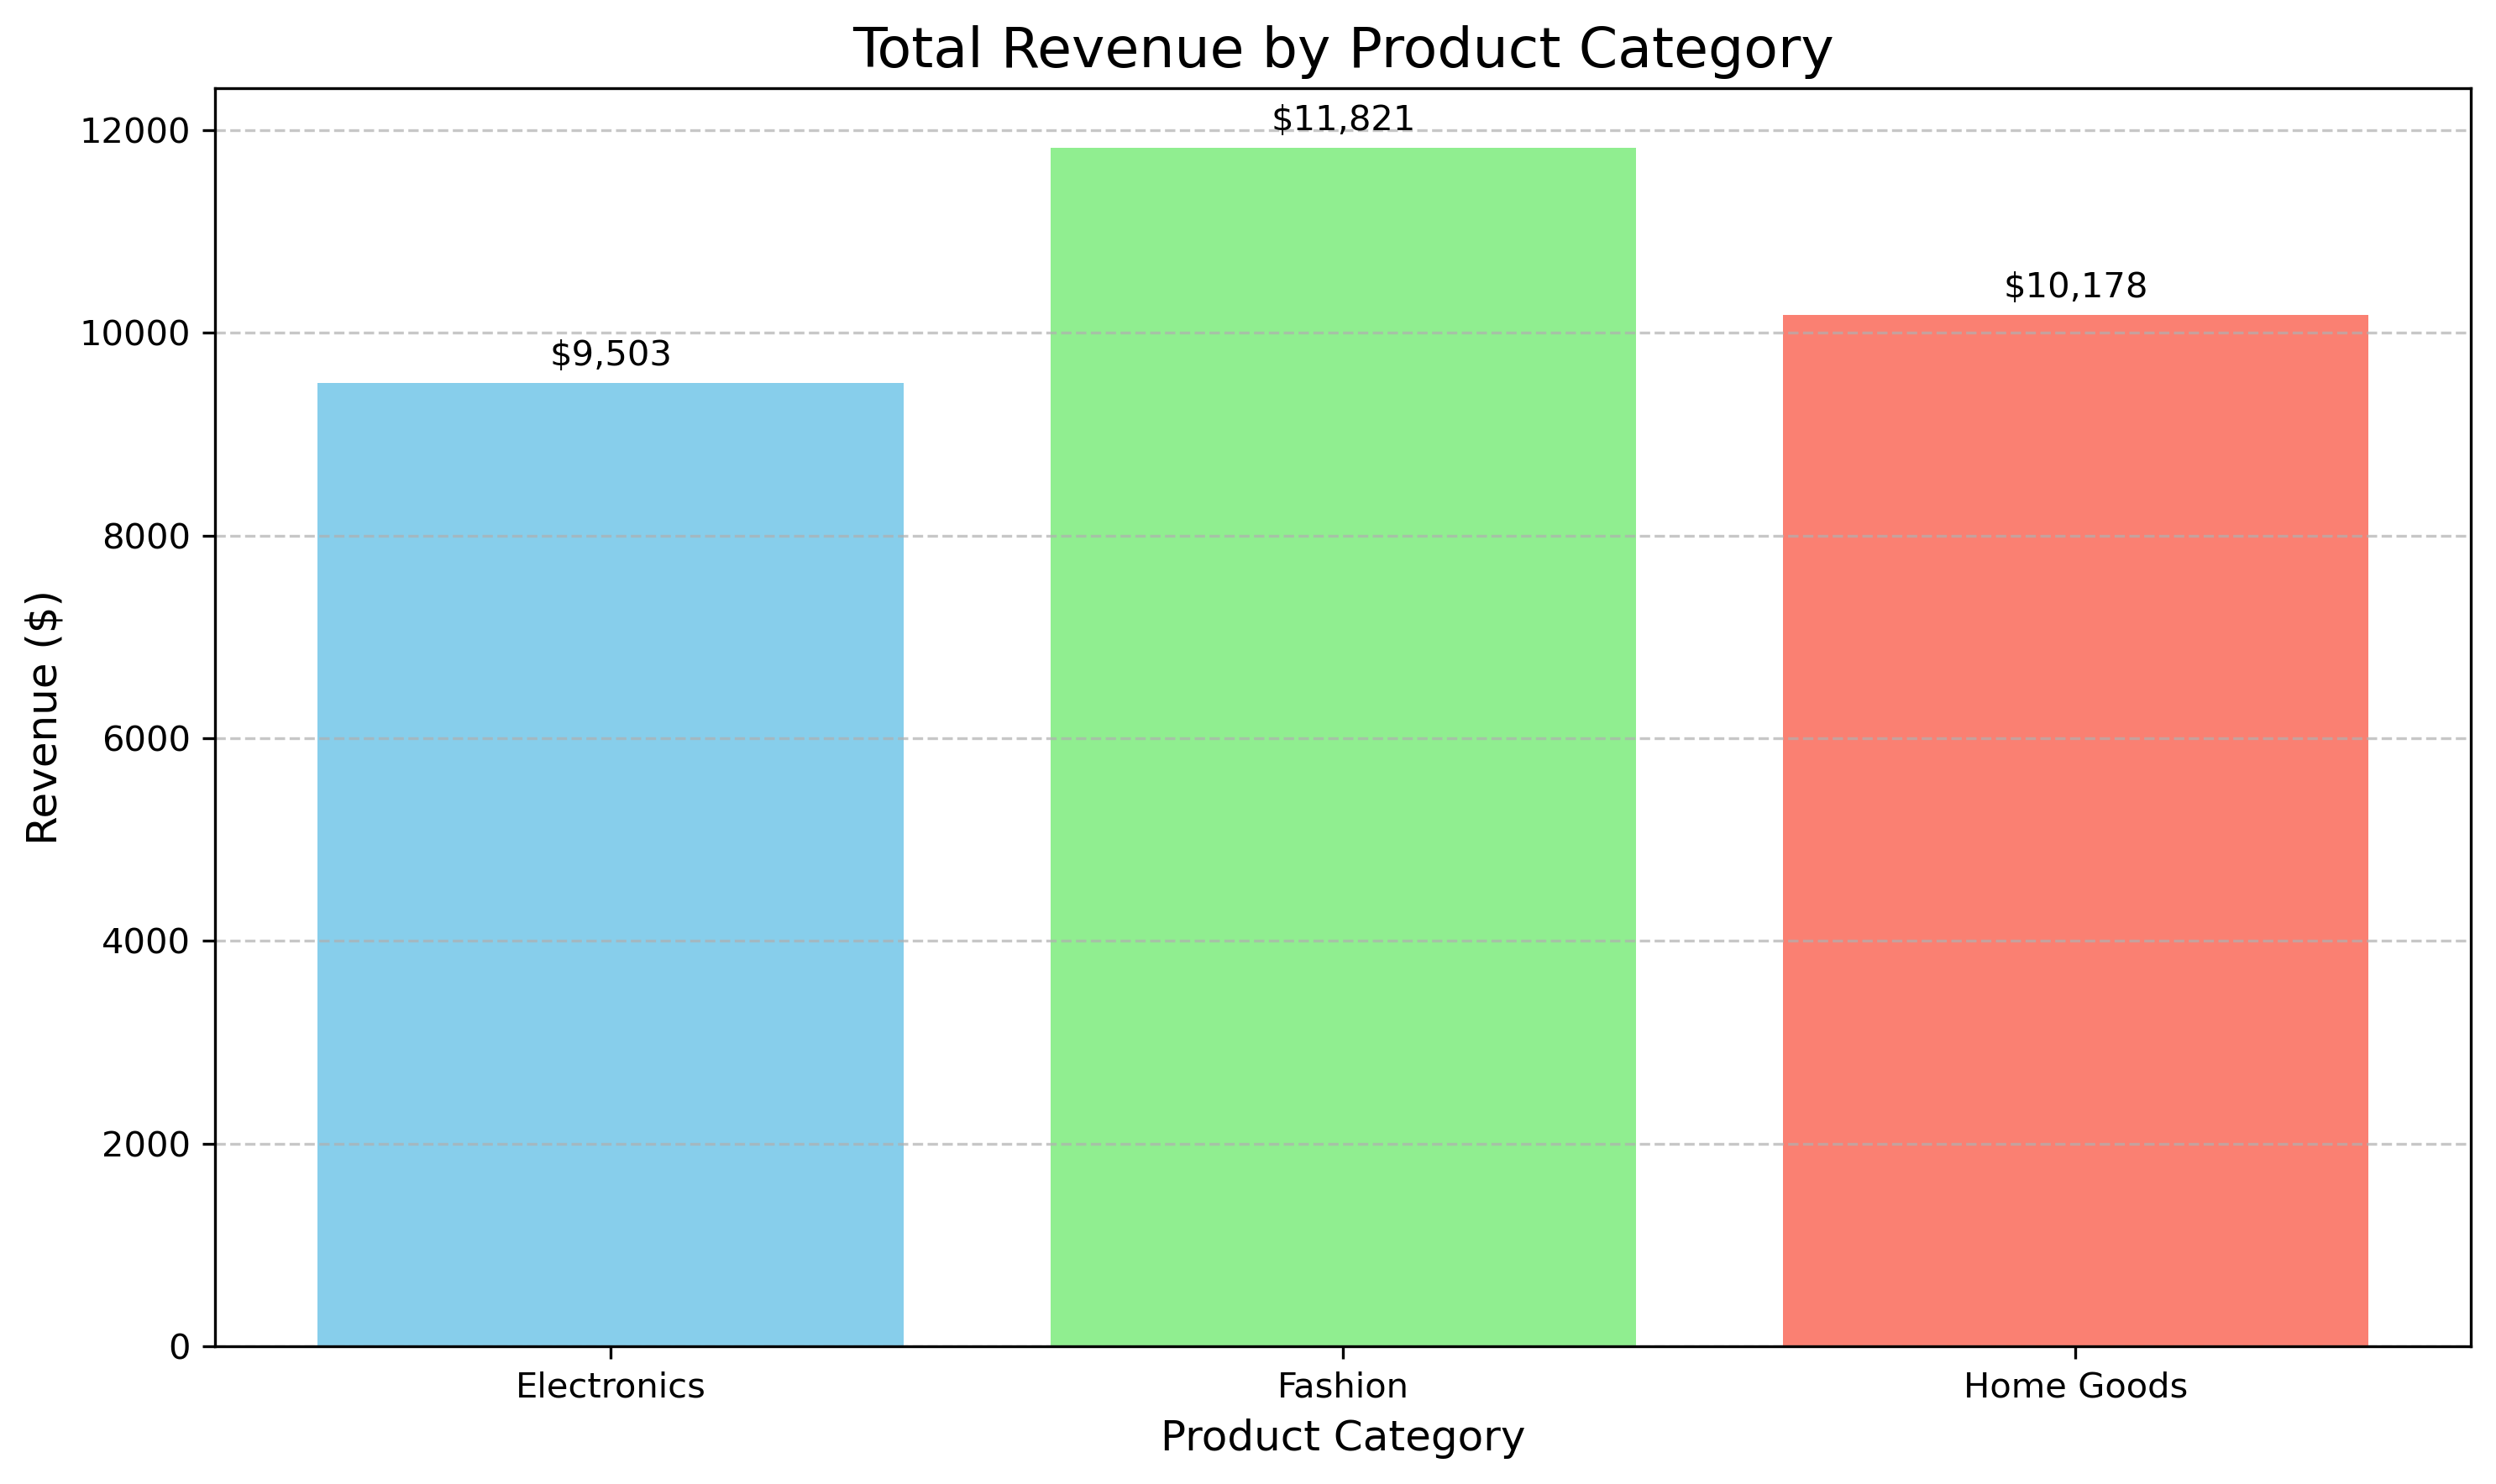 Total Revenue by Product Category
Revenue ($)
12000
10000
8000
6000
4000
2000
0
$9,503
$11,821
$10,178
Electronics
Fashion
Home Goods
Product Category